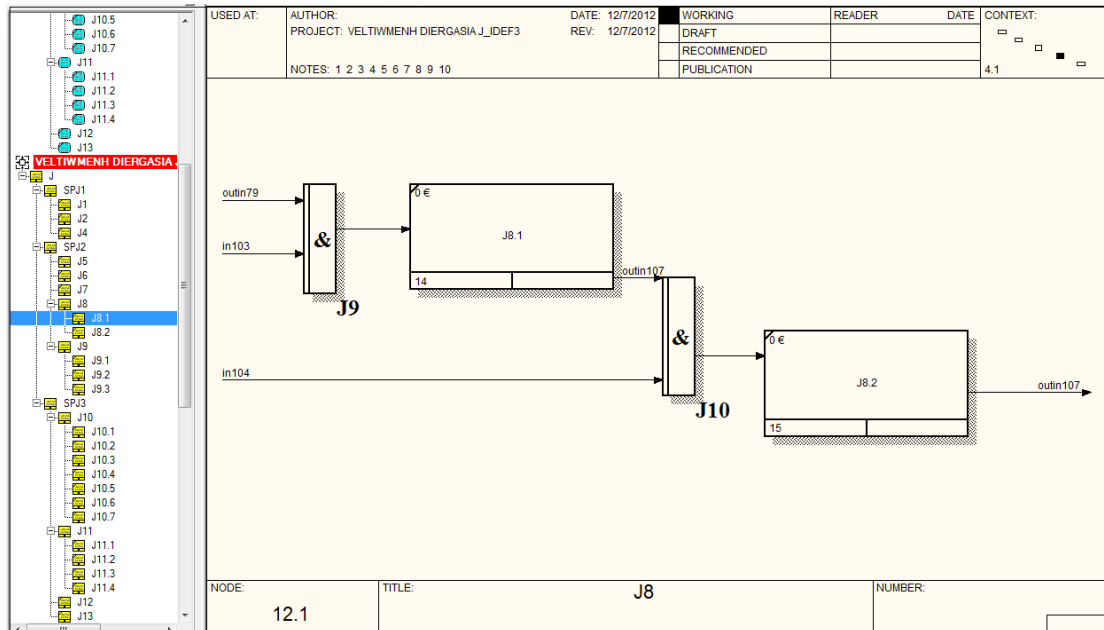 J10.5
J10.6
J10.7
J11
J11.1
J11.2
J11.3
J11.4
J12
J13
VELTIWMENH DIERGASIA J
J
SPJ1
J1
J2
J4
SPJ2
J5
J6
J7
J8
J8.1
J8.2
J9
J9.1
J9.2
J9.3
SPJ3
J10
J10.1
J10.2
J10.3
J10.4
J10.5
J10.6
J10.7
J11
J11.1
J11.2
J11.3
J11.4
J12
J13
USED AT:
AUTHOR:
DATE: 12/7/2012
PROJECT: VELTIWMENH DIERGASIA J_IDEF3
REV: 12/7/2012
NOTES: 1 2 3 4 5 6 7 8 9 10
WORKING
DRAFT
RECOMMENDED
PUBLICATION
READER
DATE
CONTEXT:
4.1
outin79
in103
&
J9
0 €
J8.1
14
outin107
in104
&
J10
0 €
J8.2
15
outin107
NODE:
12.1
TITLE:
J8
NUMBER: